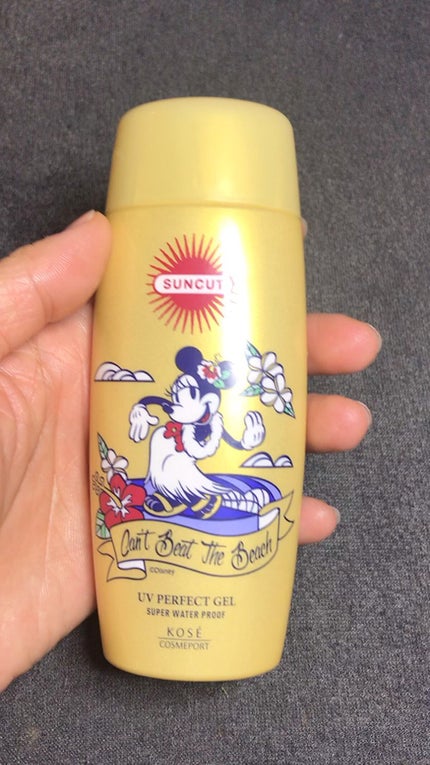 SUNCUT
Can't Beat The Beach
©Disney
UV PERFECT GEL
SUPER WATER PROOF
KOSÉ
COSMEPORT